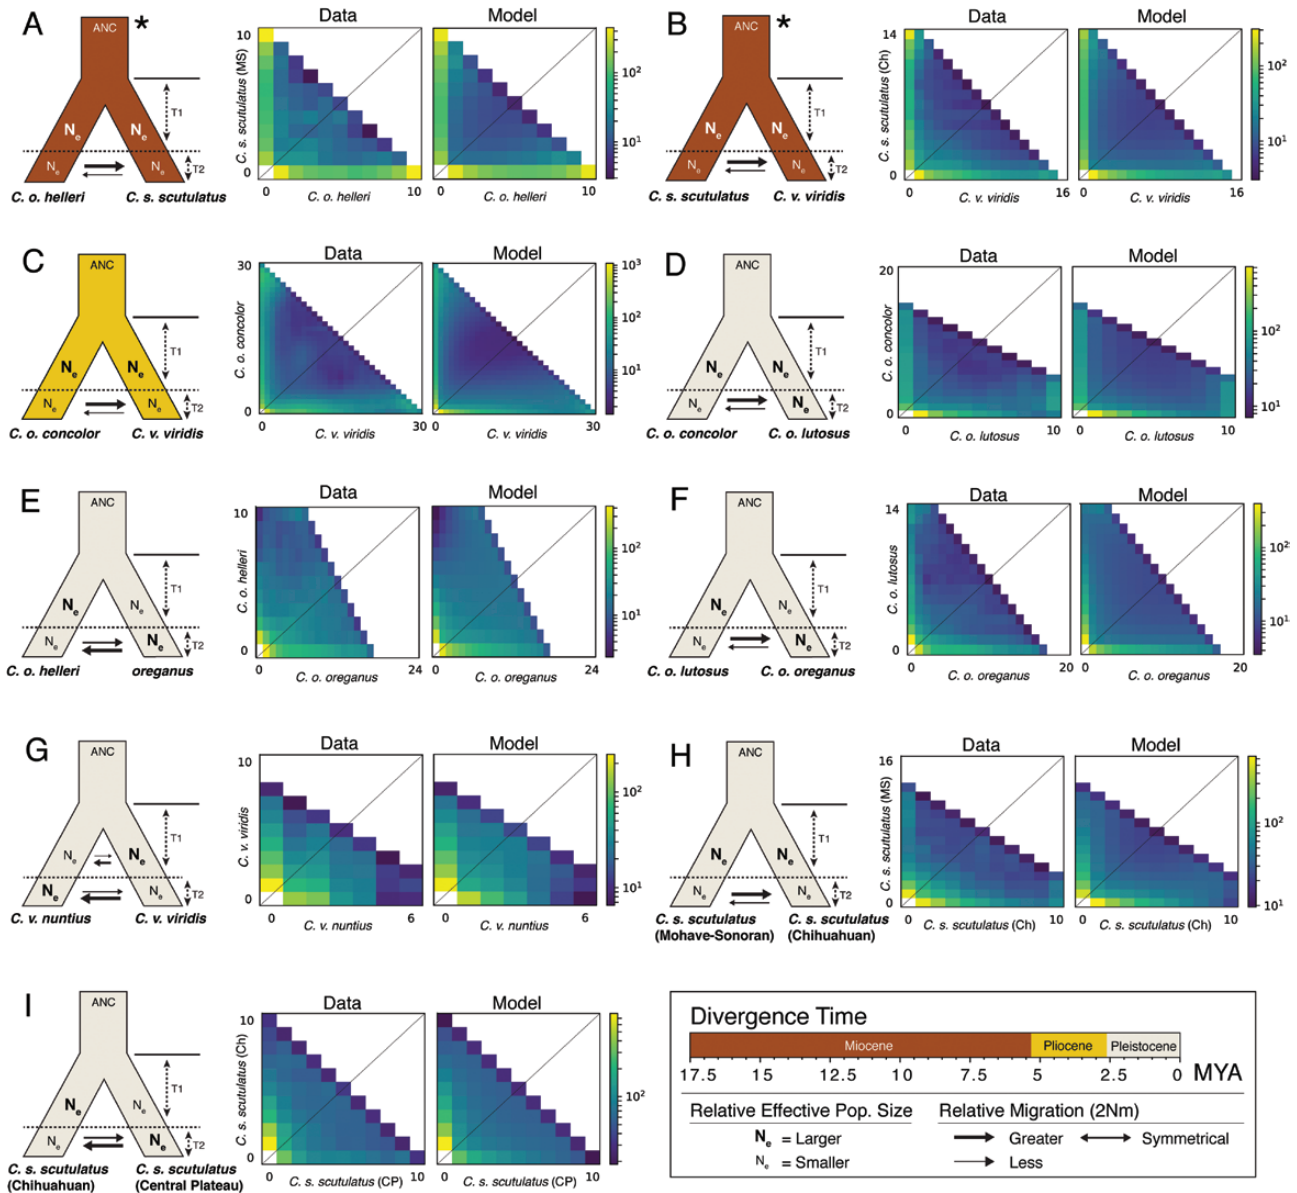 A
ANC
*
T1
Ne
Ne
Ne
Ne
T2
C. o. helleri
C. s. scutulatus
Data
Model
10
C. s. scutulatus (MS)
0
0
10
0
10
C. o. helleri
C. o. helleri
10²
10¹
B
ANC
*
T1
Ne
Ne
Ne
Ne
T2
C. s. scutulatus
C. v. viridis
Data
Model
14
C. s. scutulatus (Ch)
0
0
16
0
16
C. v. viridis
C. v. viridis
10²
10¹
C
ANC
T1
Ne
Ne
Ne
Ne
T2
C. o. concolor
C. v. viridis
Data
Model
30
C. o. concolor
0
0
30
0
30
C. v. viridis
C. v. viridis
10³
10²
10¹
D
ANC
T1
Ne
Ne
Ne
Ne
T2
C. o. concolor
C. o. lutosus
Data
Model
20
C. o. concolor
0
0
10
0
10
C. o. lutosus
C. o. lutosus
10²
10¹
E
ANC
T1
Ne
Ne
Ne
Ne
T2
C. o. helleri
oreganus
Data
Model
10
C. o. helleri
0
0
24
0
24
C. o. oreganus
C. o. oreganus
10²
10¹
F
ANC
T1
Ne
Ne
Ne
Ne
T2
C. o. lutosus
C. o. oreganus
Data
Model
14
C. o. lutosus
0
0
20
0
20
C. o. oreganus
C. o. oreganus
10²
10¹
G
ANC
T1
Ne
Ne
Ne
Ne
T2
C. v. nuntius
C. v. viridis
Data
Model
10
C. v. viridis
0
0
6
0
6
C. v. nuntius
C. v. nuntius
10²
10¹
H
ANC
T1
Ne
Ne
Ne
Ne
T2
C. s. scutulatus
(Mohave-Sonoran)
C. s. scutulatus
(Chihuahuan)
Data
Model
16
C. s. scutulatus (MS)
0
0
10
0
10
C. s. scutulatus (Ch)
C. s. scutulatus (Ch)
10²
10¹
I
ANC
T1
Ne
Ne
Ne
Ne
T2
C. s. scutulatus
(Chihuahuan)
C. s. scutulatus
(Central Plateau)
Data
Model
10
C. s. scutulatus (Ch)
0
0
10
0
10
C. s. scutulatus (CP)
C. s. scutulatus (CP)
10²
Divergence Time
Miocene
Pliocene
Pleistocene
17.5 15 12.5 10 7.5 5 2.5 0 MYA
Relative Effective Pop. Size
Ne = Larger
Ne = Smaller
Relative Migration (2Nm)
Greater
Symmetrical
Less